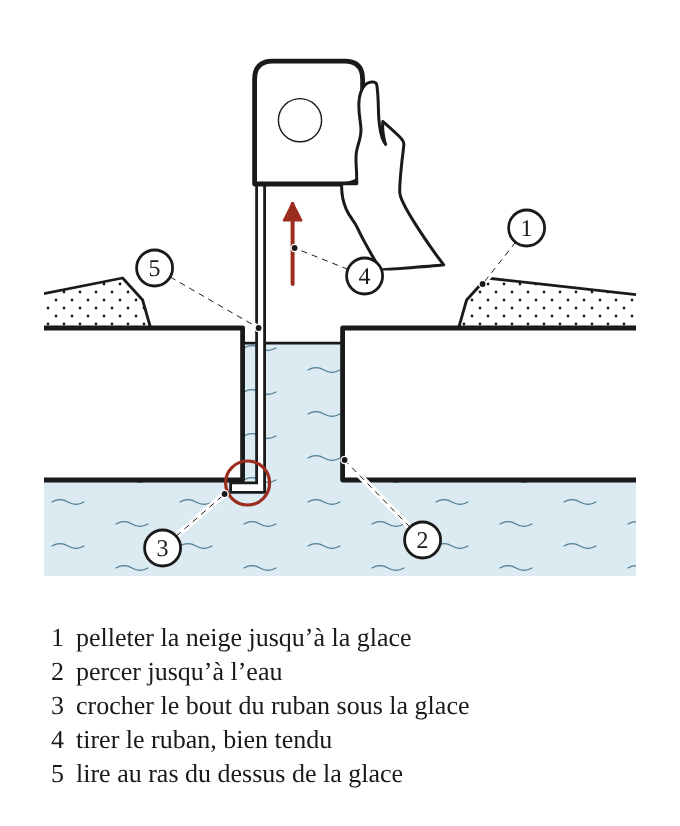 1
5
4
3
2
1 pelleter la neige jusqu’à la glace
2 percer jusqu’à l’eau
3 crocher le bout du ruban sous la glace
4 tirer le ruban, bien tendu
5 lire au ras du dessus de la glace